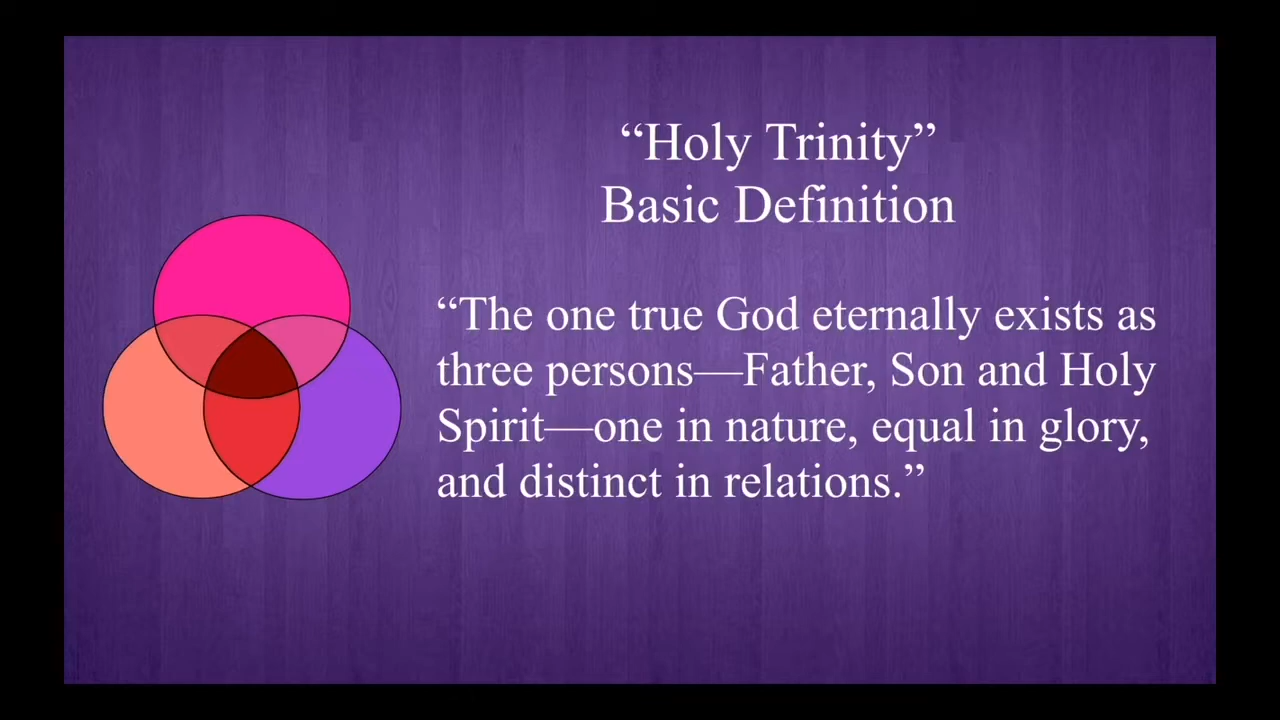 “Holy Trinity”
Basic Definition
“The one true God eternally exists as
three persons—Father, Son and Holy
Spirit—one in nature, equal in glory,
and distinct in relations.”